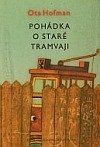 Ota Hofman
POHÁDKA
O STARÉ
TRAMVAJI